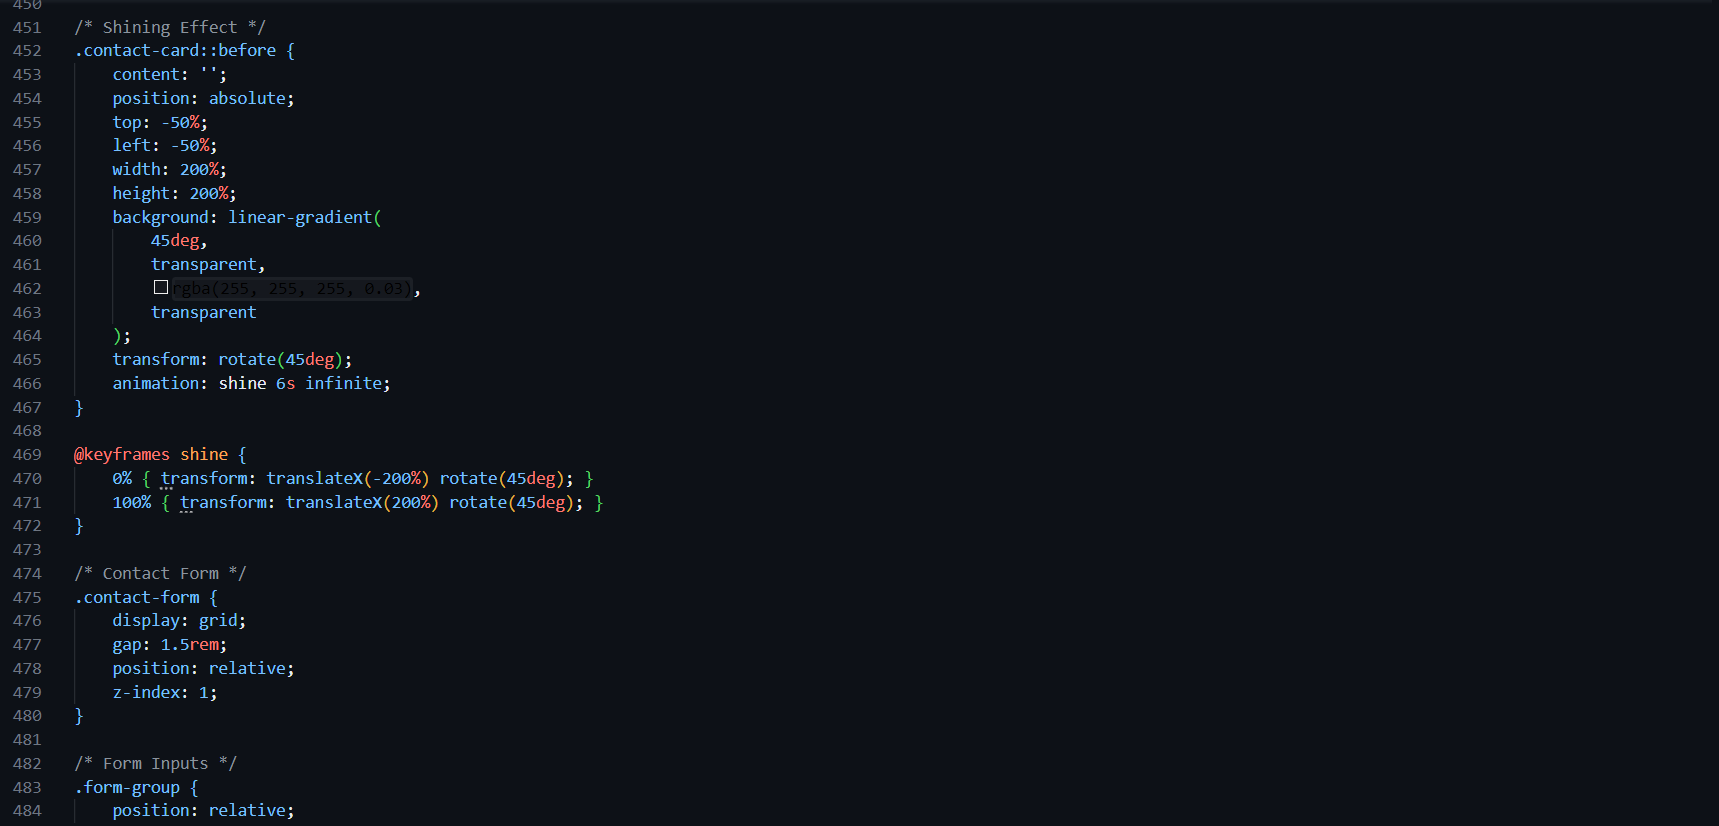 450
451 /* Shining Effect */
452 .contact-card::before {
453 content: '';
454 position: absolute;
455 top: -50%;
456 left: -50%;
457 width: 200%;
458 height: 200%;
459 background: linear-gradient(
460 45deg,
461 transparent,
462 rgba(255, 255, 255, 0.03),
463 transparent
464 );
465 transform: rotate(45deg);
466 animation: shine 6s infinite;
467 }
468
469 @keyframes shine {
470 0% { transform: translateX(-200%) rotate(45deg); }
471 100% { transform: translateX(200%) rotate(45deg); }
472 }
473
474 /* Contact Form */
475 .contact-form {
476 display: grid;
477 gap: 1.5rem;
478 position: relative;
479 z-index: 1;
480 }
481
482 /* Form Inputs */
483 .form-group {
484 position: relative;